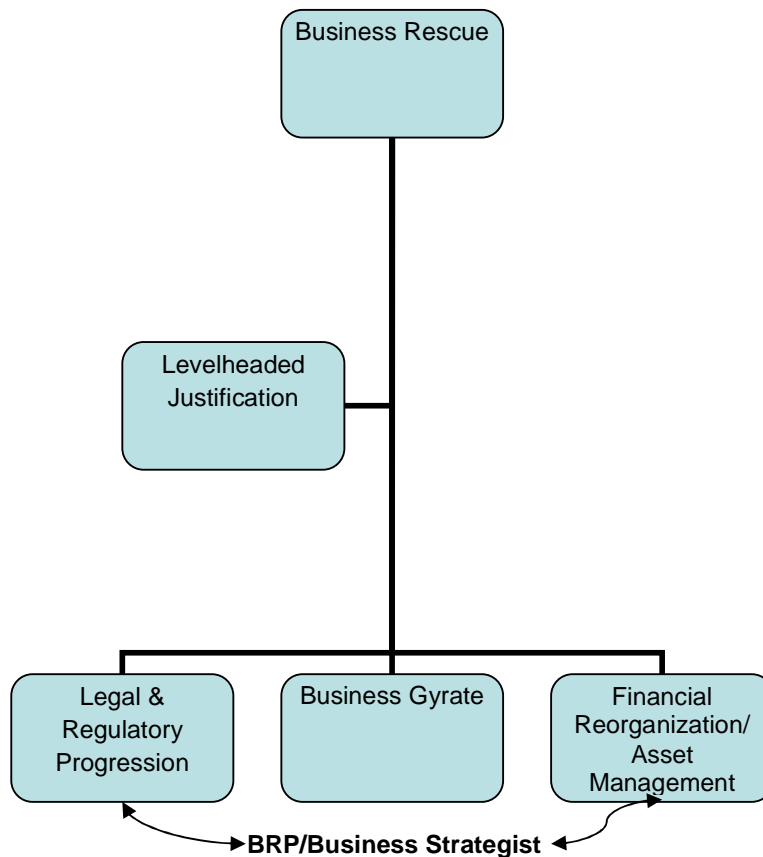 Business Rescue
Levelheaded
Justification
Legal &
Regulatory
Progression
Business Gyrate
Financial
Reorganization/
Asset
Management
BRP/Business Strategist